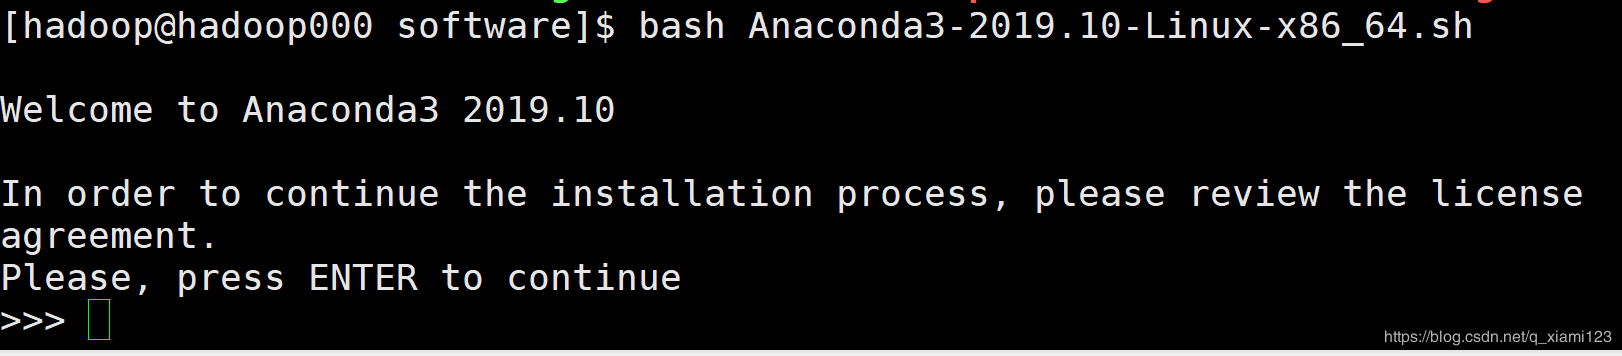 [hadoop@hadoop000 software]$ bash Anaconda3-2019.10-Linux-x86_64.sh
Welcome to Anaconda3 2019.10
In order to continue the installation process, please review the license
agreement.
Please, press ENTER to continue
>>>
https://blog.csdn.net/q_xiami123